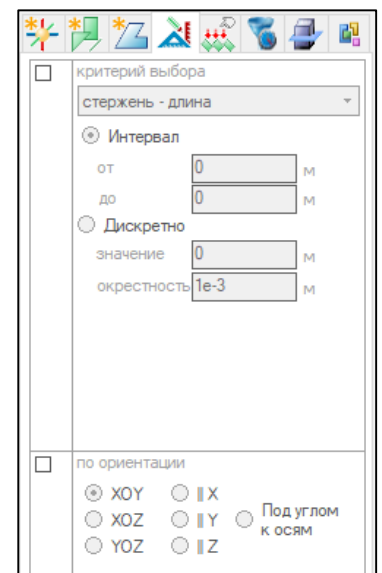 критерий выбора
стержень - длина
Интервал
от 0 м
до 0 м
Дискретно
значение 0 м
окрестность 1e-3 м
по ориентации
XOY || X
XOZ || Y Под углом к осям
YOZ || Z